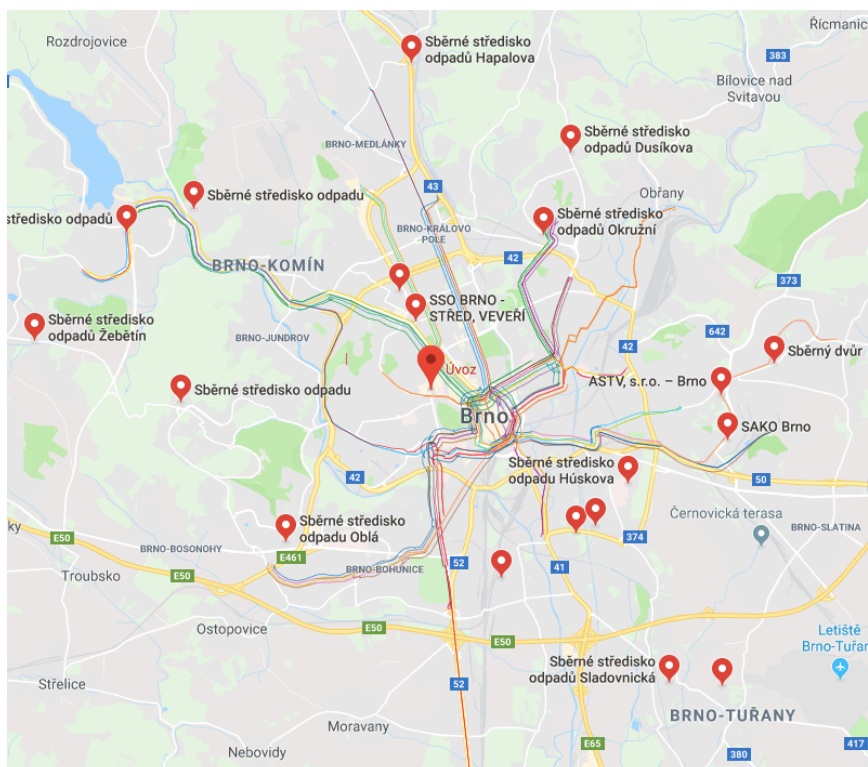 Rozdrojovice
Sběrné středisko
odpadů Hapalova
Řícmanic
383
Bílovice nad
Svitavou
BRNO-MEDLÁNKY
Sběrné středisko
odpadů Dusíkova
43
Obřany
Sběrné středisko odpadu
středisko odpadů
BRNO-KRÁLOVO
POLE
Sběrné středisko
odpadů Okružní
42
BRNO-KOMÍN
373
SSO BRNO -
STŘED, VEVEŘÍ
Sběrné středisko
odpadů Žebětín
BRNO-JUNDROV
42
642
Sběrný dvůr
Úvoz
Sběrné středisko odpadu
ASTV, s.r.o. – Brno
Brno
SAKO Brno
42
Sběrné středisko
odpadu Húskova
50
Černovická terasa
Sběrné středisko
odpadu Oblá
ky
E50
374
BRNO-SLATINA
BRNO-BOSONOHY
E461
52
41
BRNO-BOHUNICE
Troubsko
E50
Ostopovice
E50
E50
Letiště
Brno-Tuřan
Sběrné středisko
odpadů Sladovnická
Střelice
52
BRNO-TUŘANY
Moravany
Nebovidy
E65
380
417